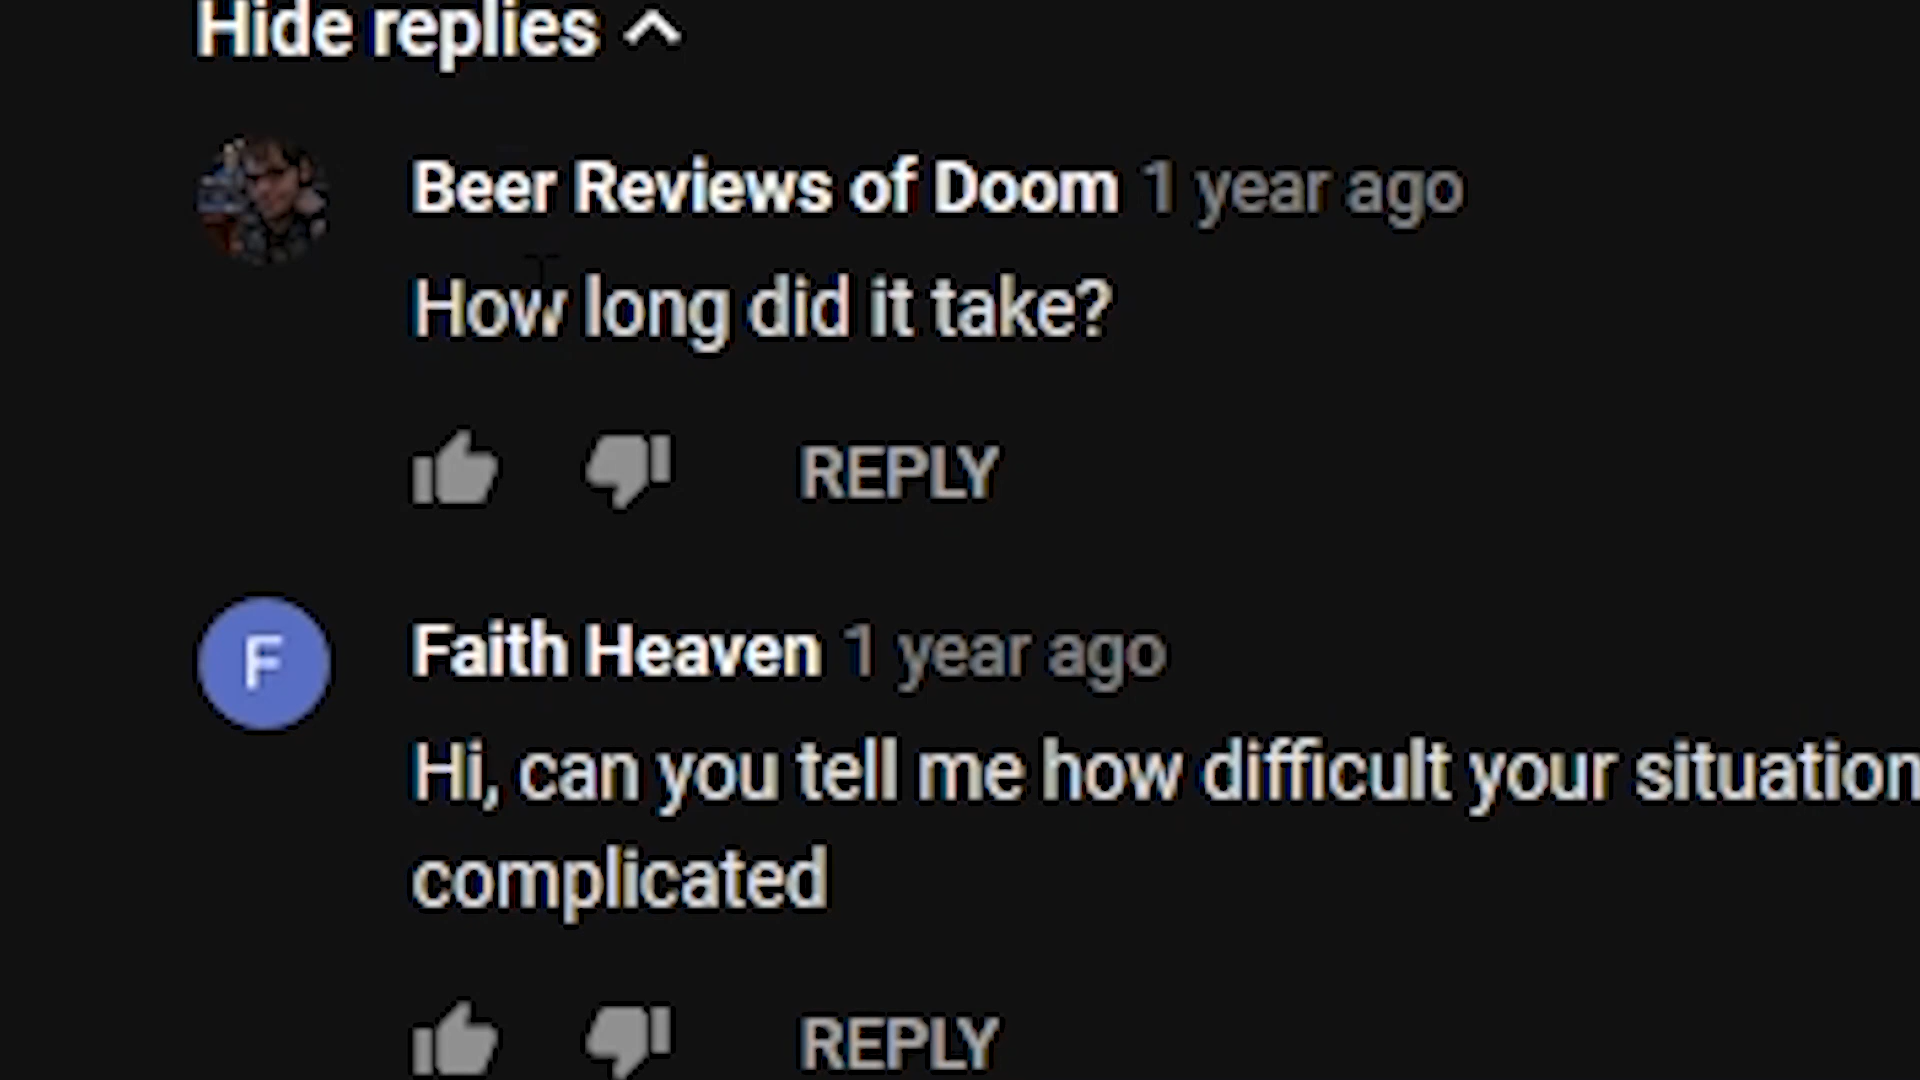 Hide replies
Beer Reviews of Doom 1 year ago
How long did it take?
REPLY
F
Faith Heaven 1 year ago
Hi, can you tell me how difficult your situation
complicated
REPLY